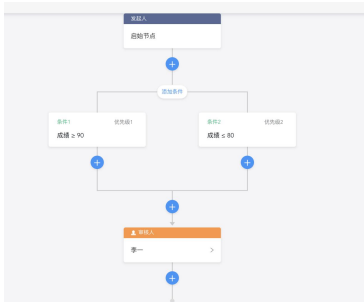 发起人
启始节点
添加条件
条件1 优先级1
成绩 ≥ 90
条件2 优先级2
成绩 ≤ 80
审核人
季一